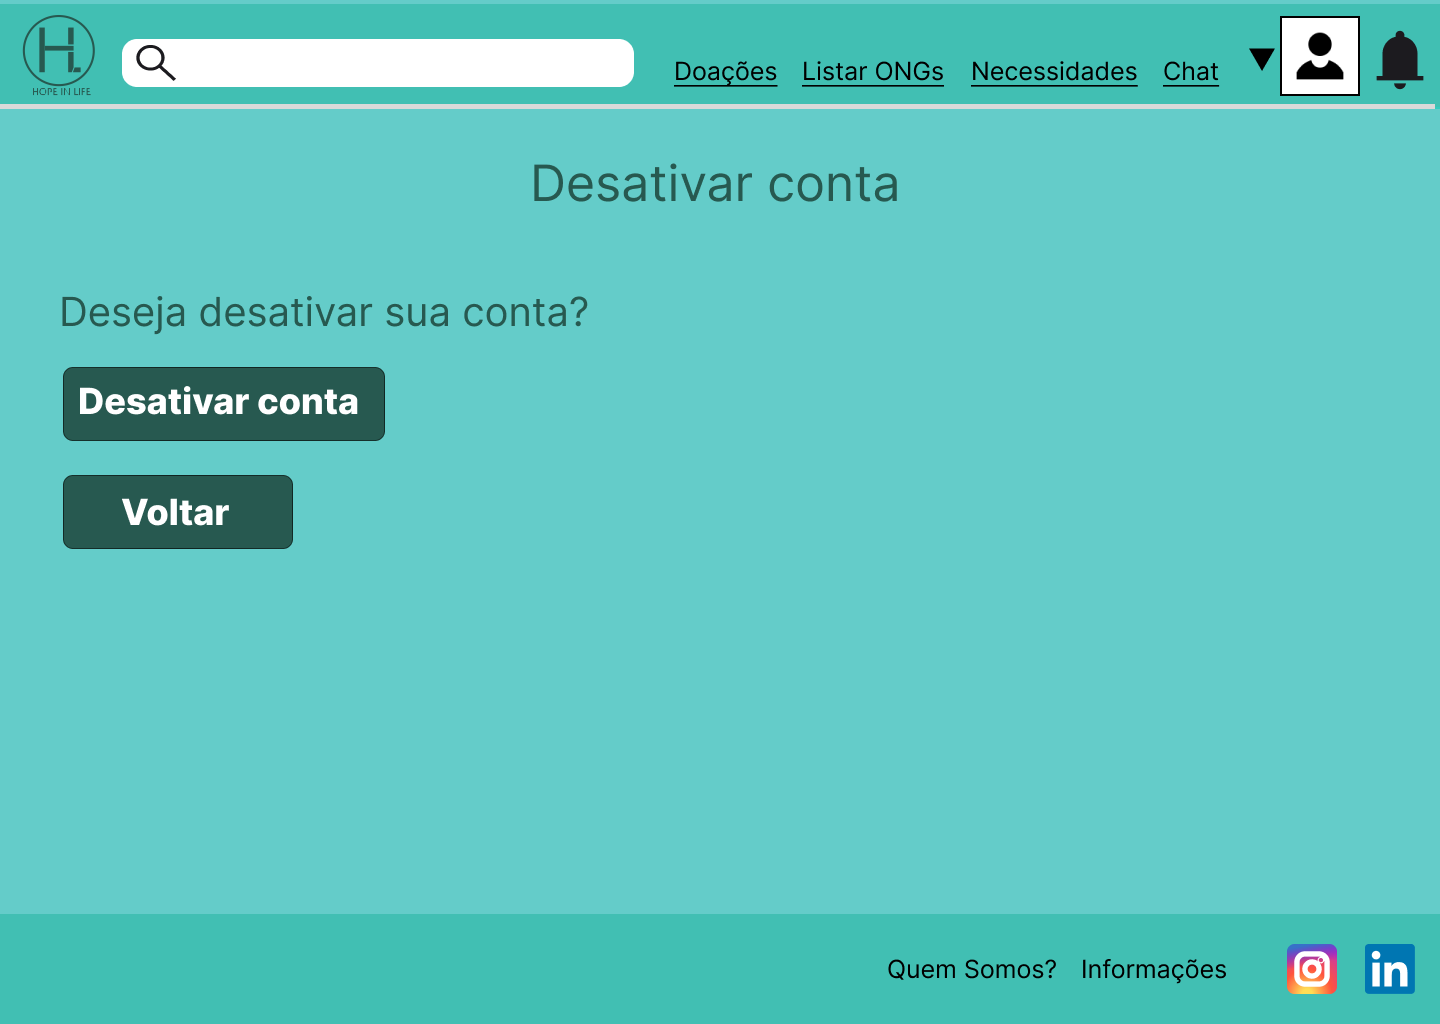 H.
HOPE IN LIFE
Doações Listar ONGs Necessidades Chat
Desativar conta
Deseja desativar sua conta?
Desativar conta
Voltar
Quem Somos? Informações
in